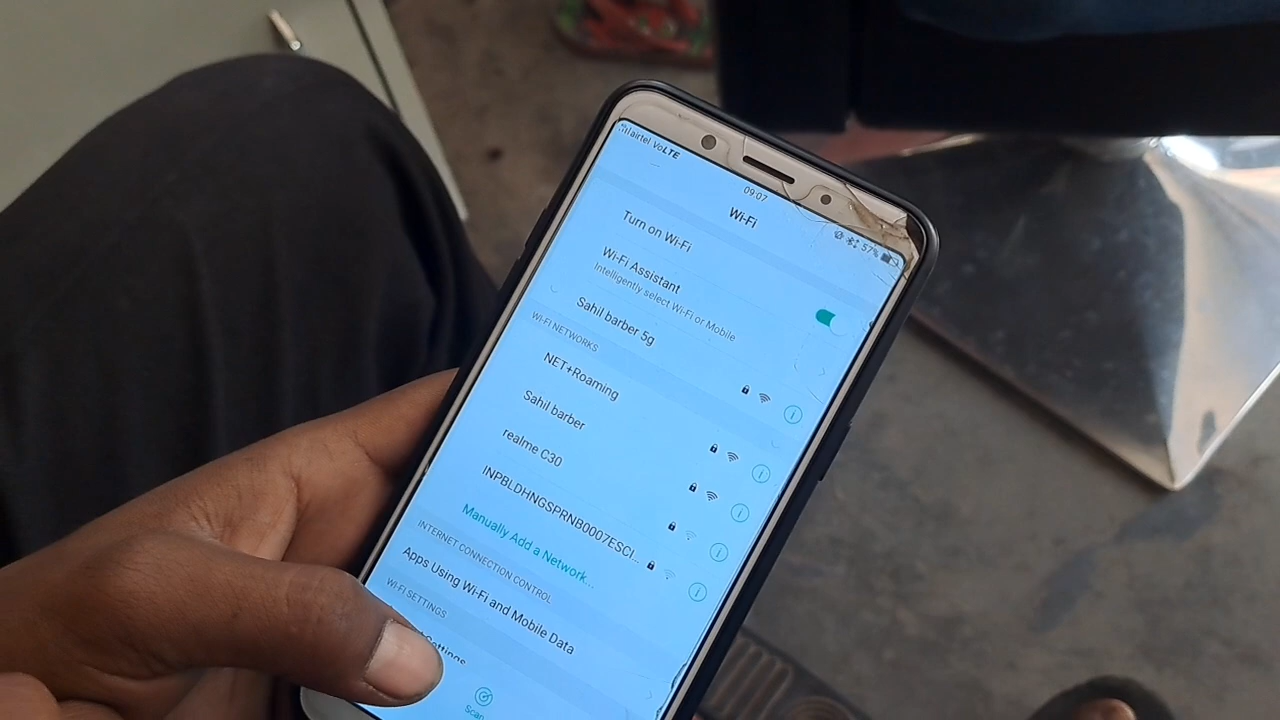 airtel VoLTE
09:07
57%
Wi-Fi
Turn on Wi-Fi
Wi-Fi Assistant
Intelligently select Wi-Fi or Mobile
Sahil barber 5g
WI-FI NETWORKS
NET+Roaming
Sahil barber
realme C30
INPBLDHNGSPRNB0007ESCI...
Manually Add a Network...
INTERNET CONNECTION CONTROL
Apps Using Wi-Fi and Mobile Data
WI-FI SETTINGS
Settings
Scan